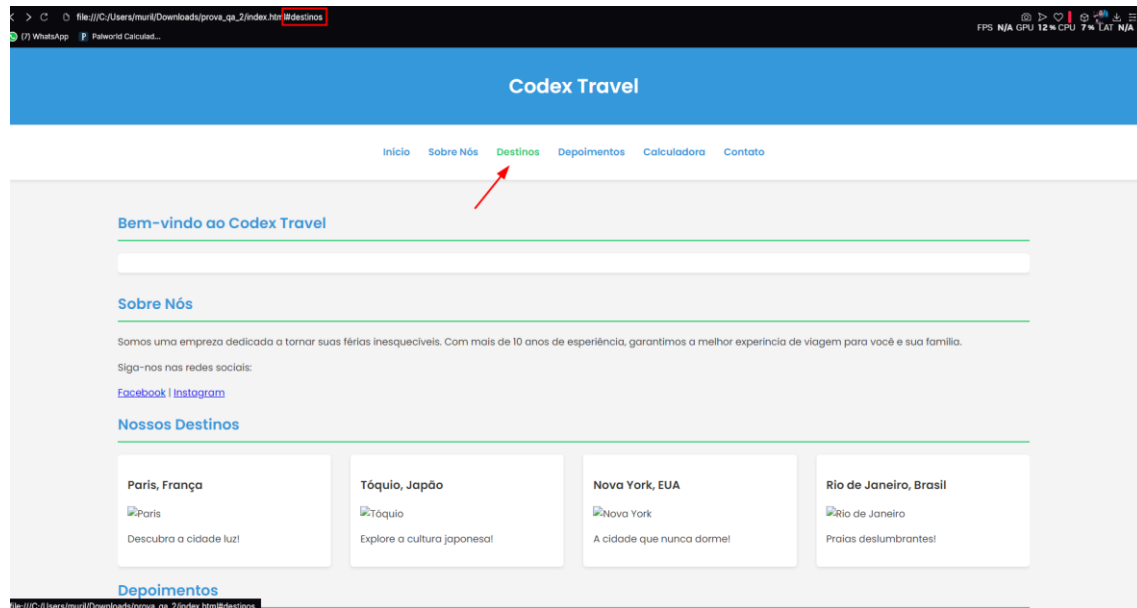 file:///C:/Users/muril/Downloads/prova_qa_2/index.html#destinos
FPS N/A GPU 12 % CPU 7 % LAT N/A
(7) WhatsApp P Palworld Calculad...
Codex Travel
Início Sobre Nós Destinos Depoimentos Calculadora Contato
Bem-vindo ao Codex Travel
Sobre Nós
Somos uma empreza dedicada a tornar suas férias inesquecíveis. Com mais de 10 anos de esperiência, garantimos a melhor experincia de viagem para você e sua família.
Siga-nos nas redes sociais:
Facebook | Instagram
Nossos Destinos
Paris, França Tóquio, Japão Nova York, EUA Rio de Janeiro, Brasil
Paris Tóquio Nova York Rio de Janeiro
Descubra a cidade luz! Explore a cultura japonesa! A cidade que nunca dorme! Praias deslumbrantes!
Depoimentos
file:///C:/Users/muril/Downloads/prova_qa_2/index.html#destinos